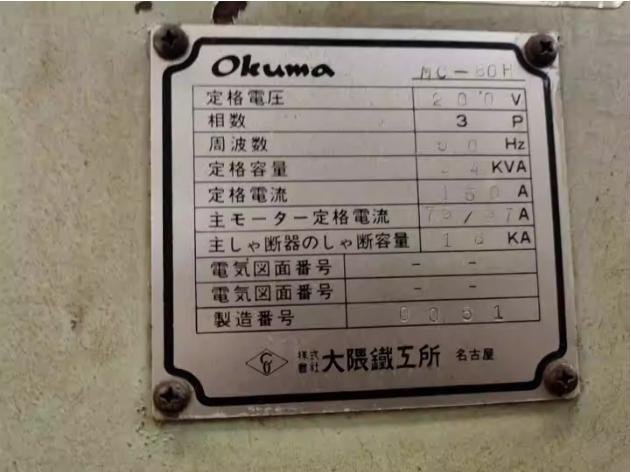 Okuma MC-60H
定格電圧 200 V
相数 3 P
周波数 60 Hz
定格容量 KVA
定格電流 150 A
主モーター定格電流 A
主しゃ断器のしゃ断容量 KA
電気図面番号 - -
電気図面番号 - -
製造番号 0051
株式會社 大隈鐵工所 名古屋